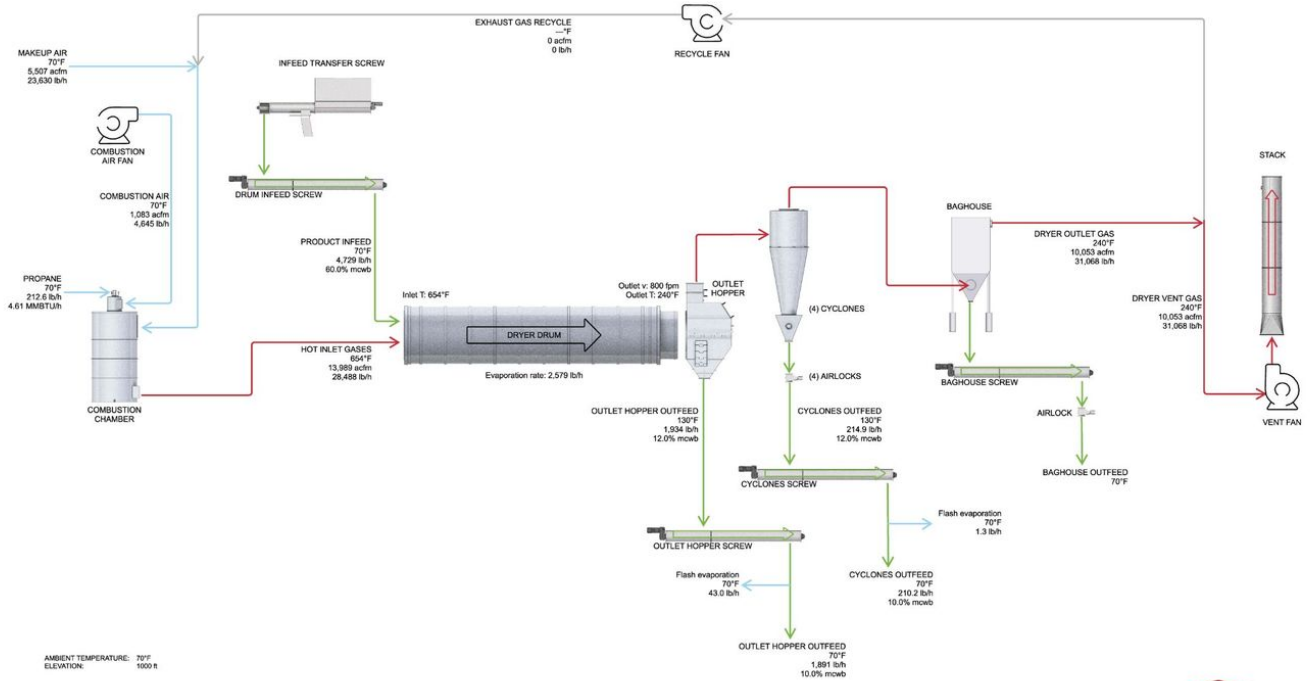 EXHAUST GAS RECYCLE
---°F
0 acfm
0 lb/h
RECYCLE FAN
MAKEUP AIR
70°F
5,507 acfm
23,630 lb/h
INFEED TRANSFER SCREW
COMBUSTION
AIR FAN
DRUM INFEED SCREW
COMBUSTION AIR
70°F
1,083 acfm
4,645 lb/h
PRODUCT INFEED
70°F
4,729 lb/h
60.0% mcwb
PROPANE
70°F
212.6 lb/h
4.61 MMBTU/h
COMBUSTION
CHAMBER
HOT INLET GASES
654°F
13,989 acfm
28,488 lb/h
Inlet T: 654°F
Outlet v: 800 fpm
Outlet T: 240°F
DRYER DRUM
Evaporation rate: 2,579 lb/h
OUTLET
HOPPER
(4) CYCLONES
(4) AIRLOCKS
BAGHOUSE
DRYER OUTLET GAS
240°F
10,053 acfm
31,068 lb/h
DRYER VENT GAS
240°F
10,053 acfm
31,068 lb/h
STACK
VENT FAN
BAGHOUSE SCREW
AIRLOCK
BAGHOUSE OUTFEED
70°F
OUTLET HOPPER OUTFEED
130°F
1,934 lb/h
12.0% mcwb
CYCLONES OUTFEED
130°F
214.9 lb/h
12.0% mcwb
CYCLONES SCREW
Flash evaporation
70°F
1.3 lb/h
OUTLET HOPPER SCREW
Flash evaporation
70°F
43.0 lb/h
CYCLONES OUTFEED
70°F
210.2 lb/h
10.0% mcwb
OUTLET HOPPER OUTFEED
70°F
1,891 lb/h
10.0% mcwb
AMBIENT TEMPERATURE: 70°F
ELEVATION: 1000 ft